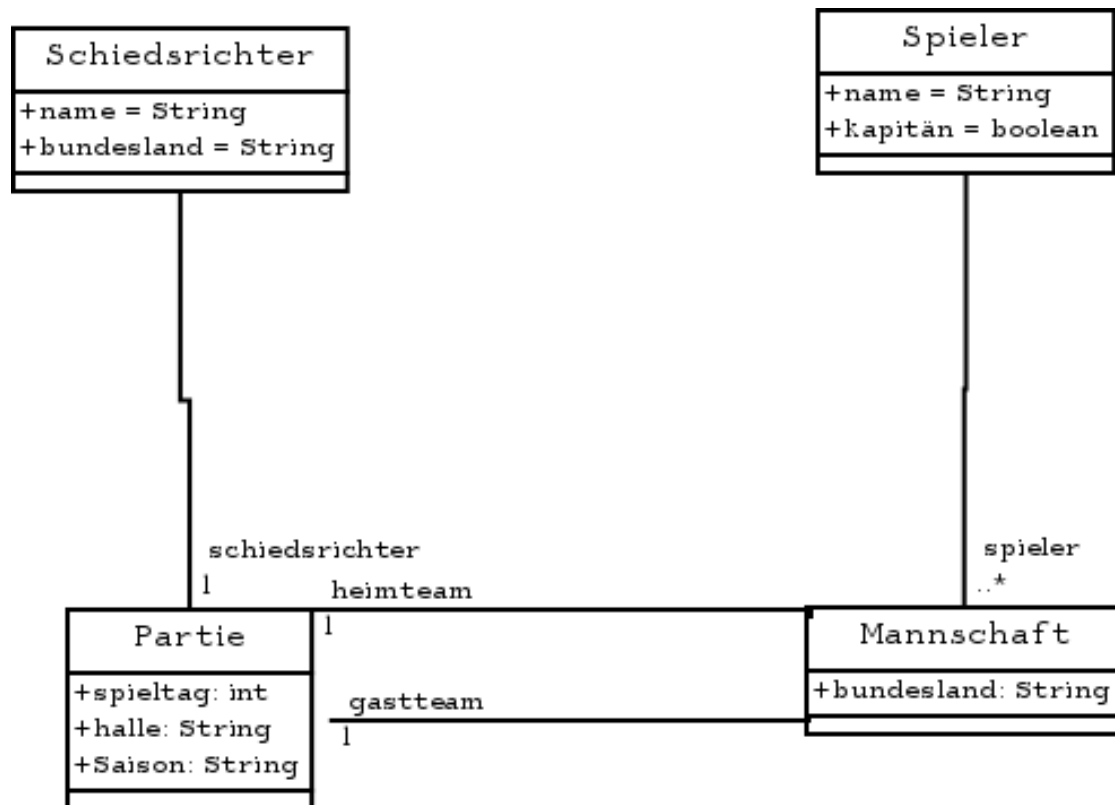 Schiedsrichter
+name = String
+bundesland = String
Spieler
+name = String
+kapitän = boolean
schiedsrichter
1
heimteam
1
spieler
..*
Partie
+spieltag: int
+halle: String
+Saison: String
gastteam
1
Mannschaft
+bundesland: String